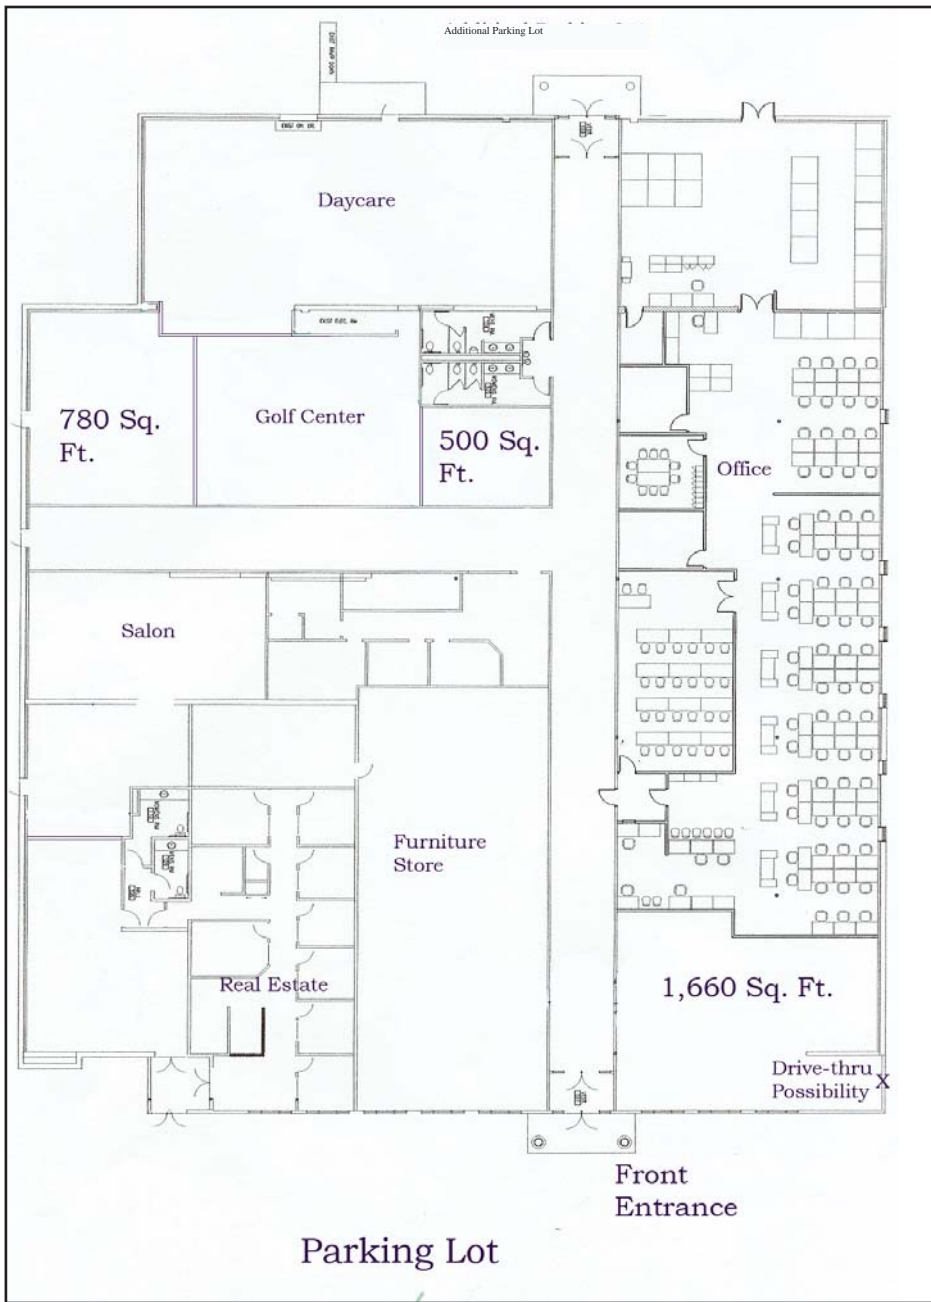 Additional Parking Lot
Daycare
780 Sq.
Ft.
Golf Center
500 Sq.
Ft.
Office
Salon
Furniture
Store
Real Estate
1,660 Sq. Ft.
Drive-thru
Possibility X
Front
Entrance
Parking Lot